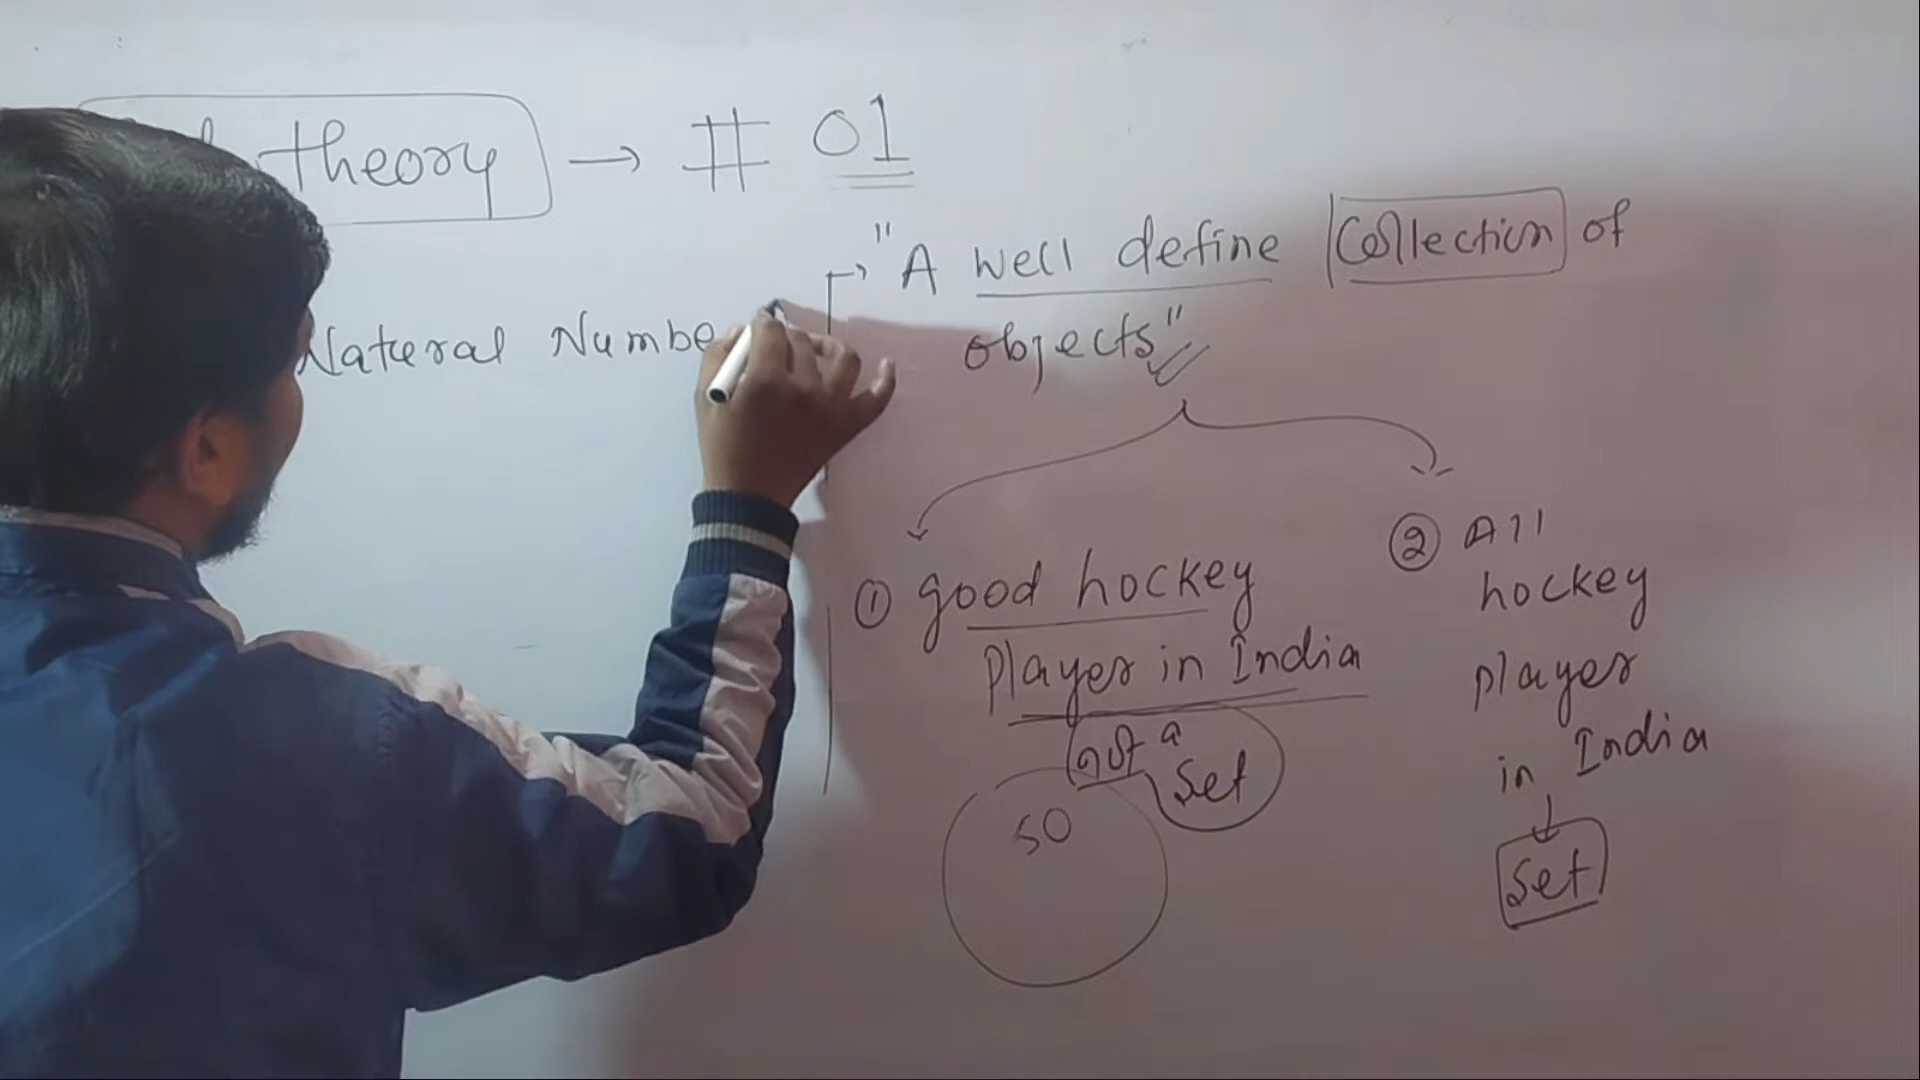 theory → # 01
"A well define Collection of
objects"
Natural Numbe
① good hockey
Player in India
not a
Set
50
② All
hockey
player
in India
Set